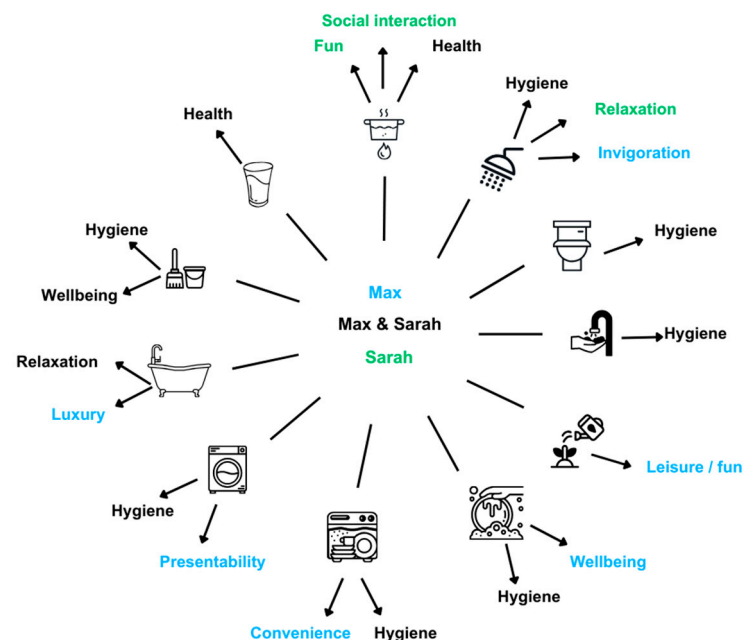 Social interaction
Fun
Health
Hygiene
Relaxation
Invigoration
Health
Hygiene
Wellbeing
Hygiene
Max
Max & Sarah
Sarah
Hygiene
Relaxation
Luxury
Leisure / fun
Hygiene
Presentability
Wellbeing
Hygiene
Convenience
Hygiene